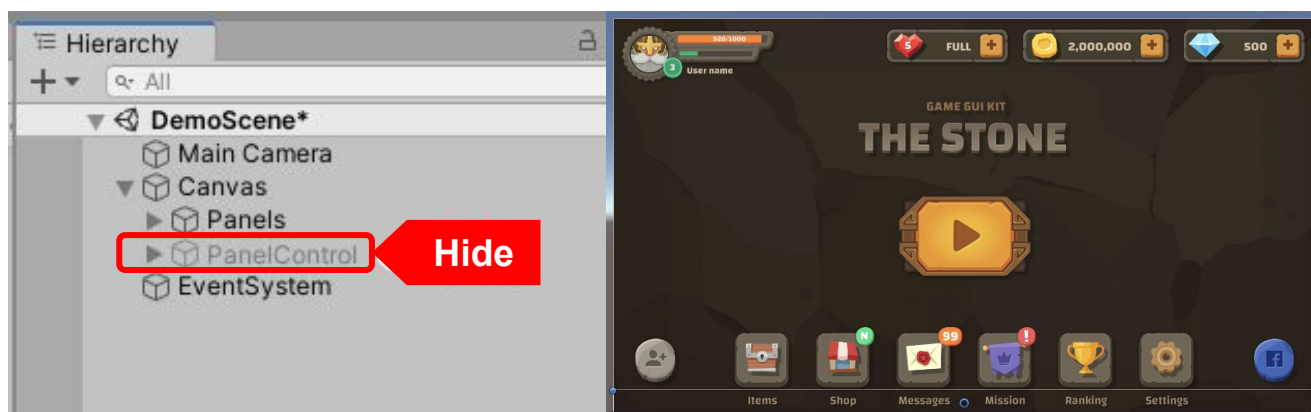 Hierarchy
All
DemoScene*
Main Camera
Canvas
Panels
PanelControl
Hide
EventSystem
520/1000
3
User name
5
FULL
2,000,000
500
GAME GUI KIT
THE STONE
N
99
!
Items
Shop
Messages
Mission
Ranking
Settings